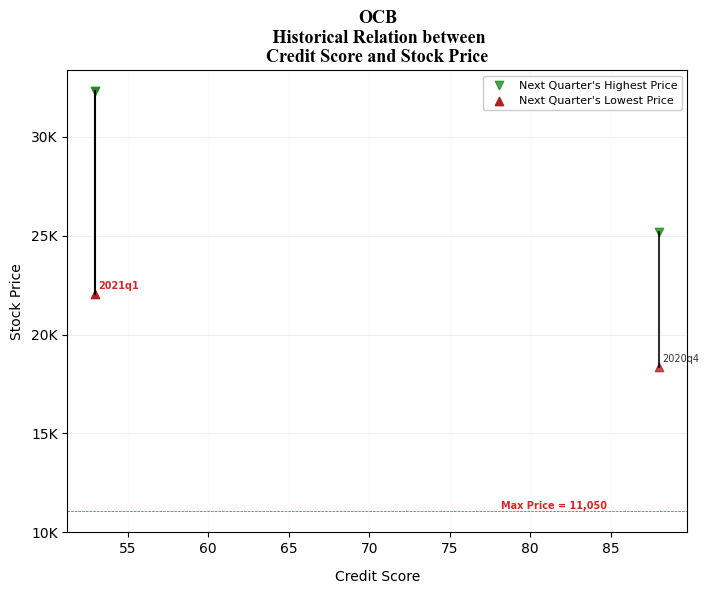 OCB
Historical Relation between
Credit Score and Stock Price
Next Quarter's Highest Price
Next Quarter's Lowest Price
30K
25K
20K
15K
10K
Stock Price
2021q1
2020q4
Max Price = 11,050
55
60
65
70
75
80
85
Credit Score